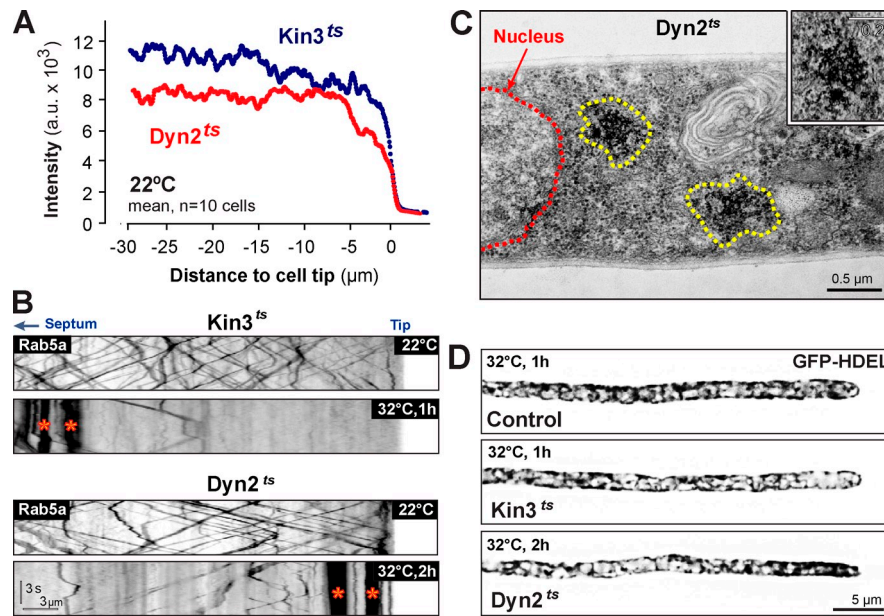 A
Kin3ts
Dyn2ts
Intensity (a.u. x 10³)
12
10
8
6
4
2
0
22ºC
mean, n=10 cells
-30 -25 -20 -15 -10 -5 0
Distance to cell tip (µm)
B
Septum Kin3ts Tip
Rab5a 22°C
32°C,1h
* *
Dyn2ts
Rab5a 22°C
32°C,2h
* *
3 s
3 µm
C
Dyn2ts
Nucleus
0.5 µm
D
32°C, 1h GFP-HDEL
Control
32°C, 1h
Kin3ts
32°C, 2h
Dyn2ts
5 µm